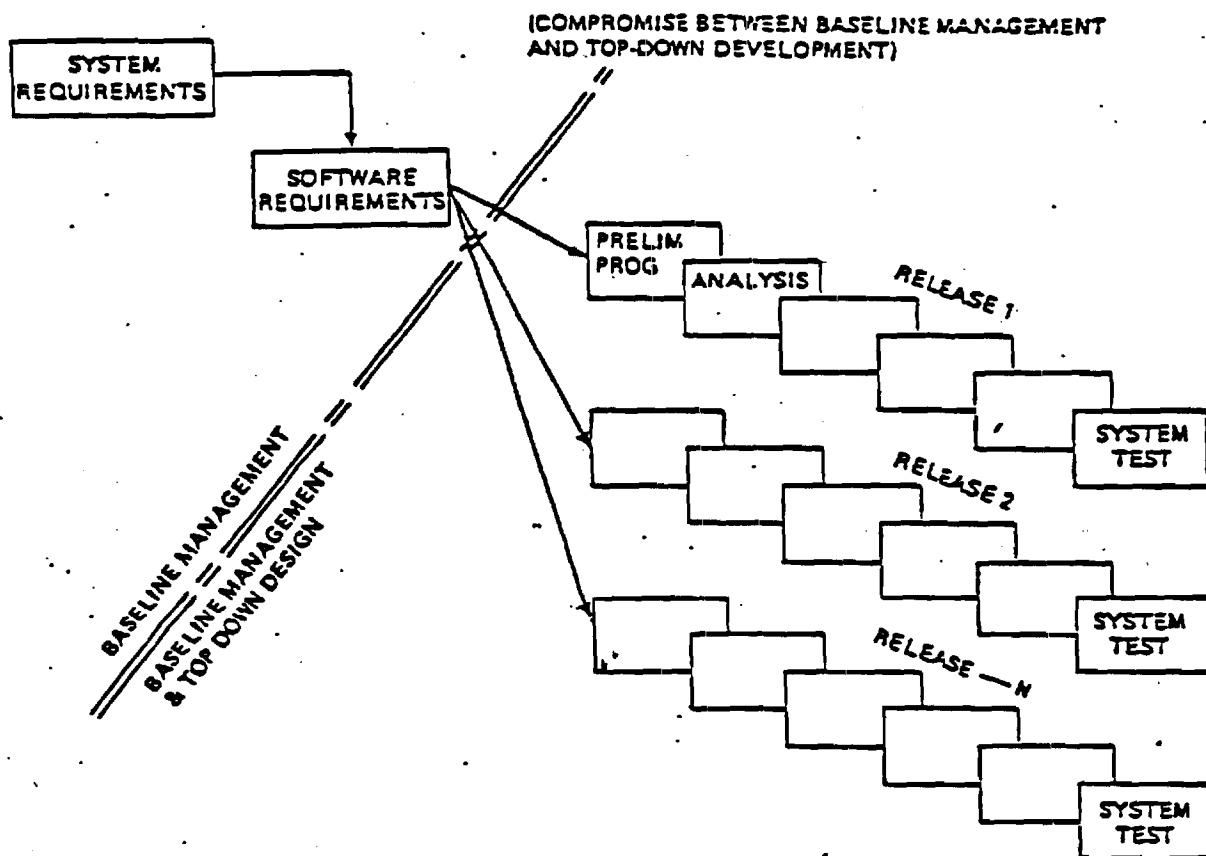 (COMPROMISE BETWEEN BASELINE MANAGEMENT
AND TOP-DOWN DEVELOPMENT)
SYSTEM
REQUIREMENTS
SOFTWARE
REQUIREMENTS
PRELIM
PROG
ANALYSIS
RELEASE 1
SYSTEM
TEST
RELEASE 2
SYSTEM
TEST
RELEASE — N
SYSTEM
TEST
BASELINE MANAGEMENT
BASELINE MANAGEMENT
& TOP DOWN DESIGN